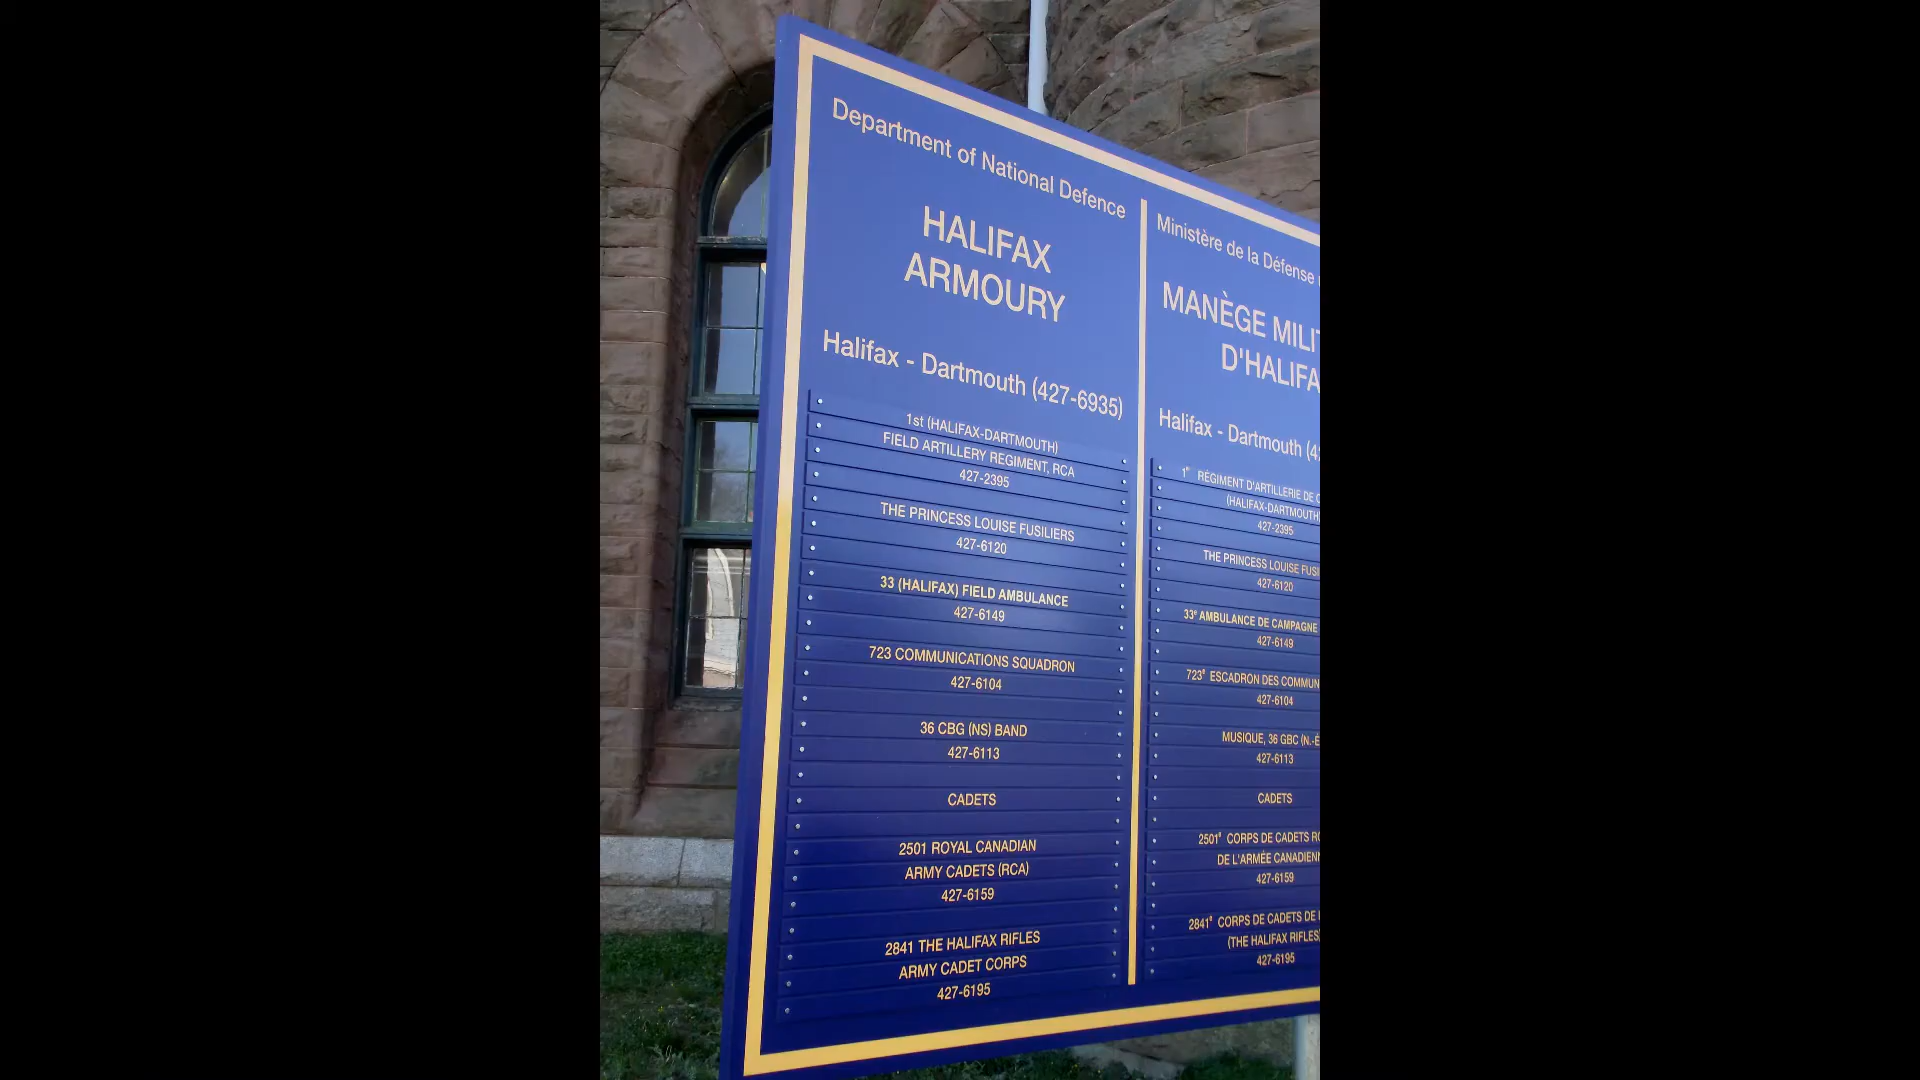 Department of National Defence
HALIFAX
ARMOURY
Halifax - Dartmouth (427-6935)
1st (HALIFAX-DARTMOUTH)
FIELD ARTILLERY REGIMENT, RCA
427-2395
THE PRINCESS LOUISE FUSILIERS
427-6120
33 (HALIFAX) FIELD AMBULANCE
427-6149
723 COMMUNICATIONS SQUADRON
427-6104
36 CBG (NS) BAND
427-6113
CADETS
2501 ROYAL CANADIAN
ARMY CADETS (RCA)
427-6159
2841 THE HALIFAX RIFLES
ARMY CADET CORPS
427-6195
Ministère de la Défense
MANÈGE
D'HALIFA
Halifax - Dartmouth
1e RÉGIMENT D'ARTILLERIE DE
(HALIFAX-DARTMOUTH)
427-2395
THE PRINCESS LOUISE
427-6120
33e AMBULANCE DE CAMPAGNE
427-6149
723e ESCADRON DES
427-6104
MUSIQUE, 36 GBC (N.-É
427-6113
CADETS
2501e CORPS DE CADETS
DE L'ARMÉE
427-6159
2841e CORPS DE CADETS DE
(THE HALIFAX RIFLES)
427-6195